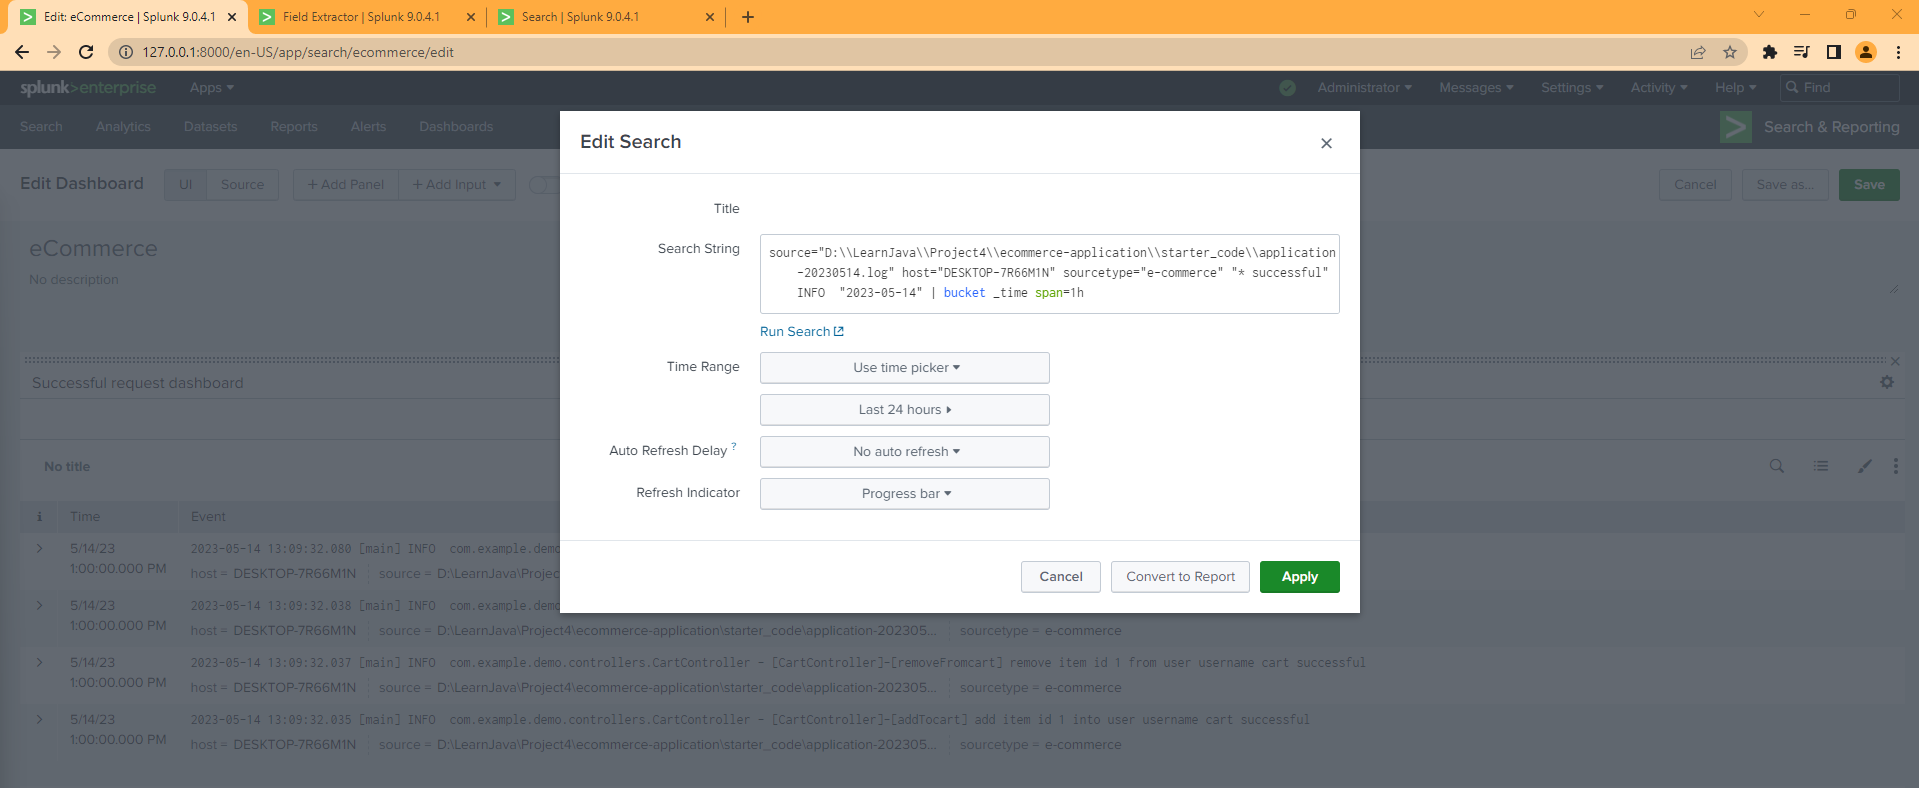 Edit: eCommerce | Splunk 9.0.4.1
Field Extractor | Splunk 9.0.4.1
Search | Splunk 9.0.4.1
127.0.0.1:8000/en-US/app/search/ecommerce/edit
splunk>enterprise Apps Administrator Messages Settings Activity Help Find
Search Analytics Datasets Reports Alerts Dashboards Search & Reporting
Edit Dashboard UI Source + Add Panel + Add Input Cancel Save as... Save
eCommerce
No description
Successful request dashboard
No title
i Time Event
5/14/23 2023-05-14 13:09:32.080 [main] INFO com.example.demo
1:00:00.000 PM host = DESKTOP-7R66M1N source = D:\LearnJava\Projec
5/14/23 2023-05-14 13:09:32.038 [main] INFO com.example.demo
1:00:00.000 PM host = DESKTOP-7R66M1N source = D:\LearnJava\Project4\ecommerce-application\starter_code\application-202305... sourcetype = e-commerce
5/14/23 2023-05-14 13:09:32.037 [main] INFO com.example.demo.controllers.CartController - [CartController]-[removeFromcart] remove item id 1 from user username cart successful
1:00:00.000 PM host = DESKTOP-7R66M1N source = D:\LearnJava\Project4\ecommerce-application\starter_code\application-202305... sourcetype = e-commerce
5/14/23 2023-05-14 13:09:32.035 [main] INFO com.example.demo.controllers.CartController - [CartController]-[addTocart] add item id 1 into user username cart successful
1:00:00.000 PM host = DESKTOP-7R66M1N source = D:\LearnJava\Project4\ecommerce-application\starter_code\application-202305... sourcetype = e-commerce
Edit Search
Title
Search String
source="D:\\LearnJava\\Project4\\ecommerce-application\\starter_code\\application
-20230514.log" host="DESKTOP-7R66M1N" sourcetype="e-commerce" "* successful"
INFO "2023-05-14" | bucket _time span=1h
Run Search
Time Range Use time picker
Last 24 hours
Auto Refresh Delay ? No auto refresh
Refresh Indicator Progress bar
Cancel Convert to Report Apply